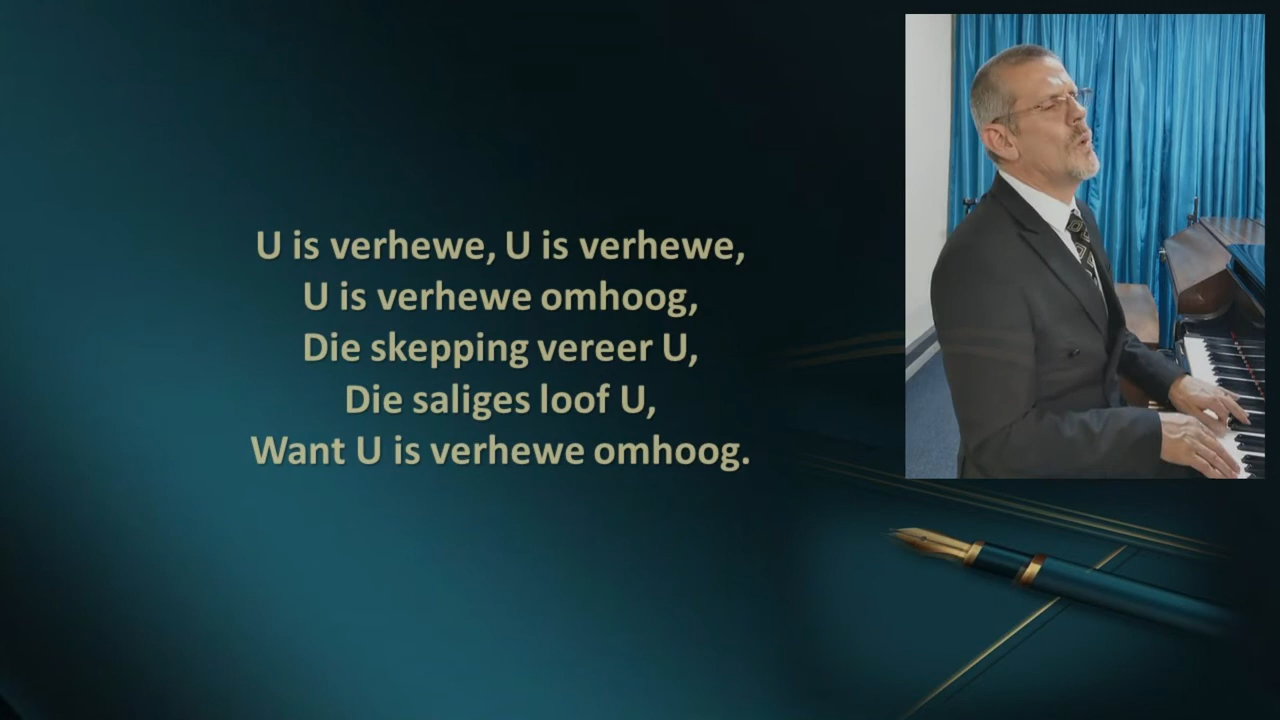 U is verhewe, U is verhewe,
U is verhewe omhoog,
Die skepping vereer U,
Die saliges loof U,
Want U is verhewe omhoog.